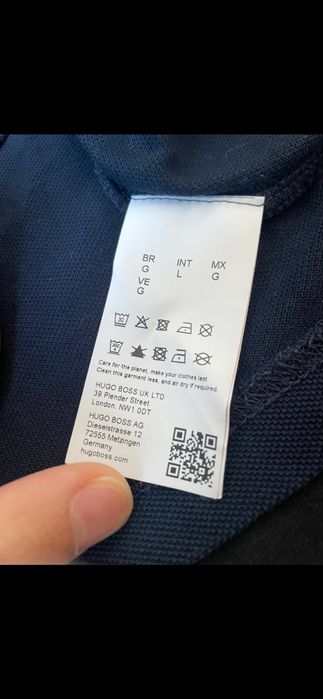 BR INT MX
G L G
VE
G
30
Care for the planet, make your clothes last
Clean this garment less, and air dry if required.
HUGO BOSS UK LTD
39 Plender Street
London, NW1 0DT
HUGO BOSS AG
Dieselstrasse 12
72555 Metzingen
Germany
hugoboss.com